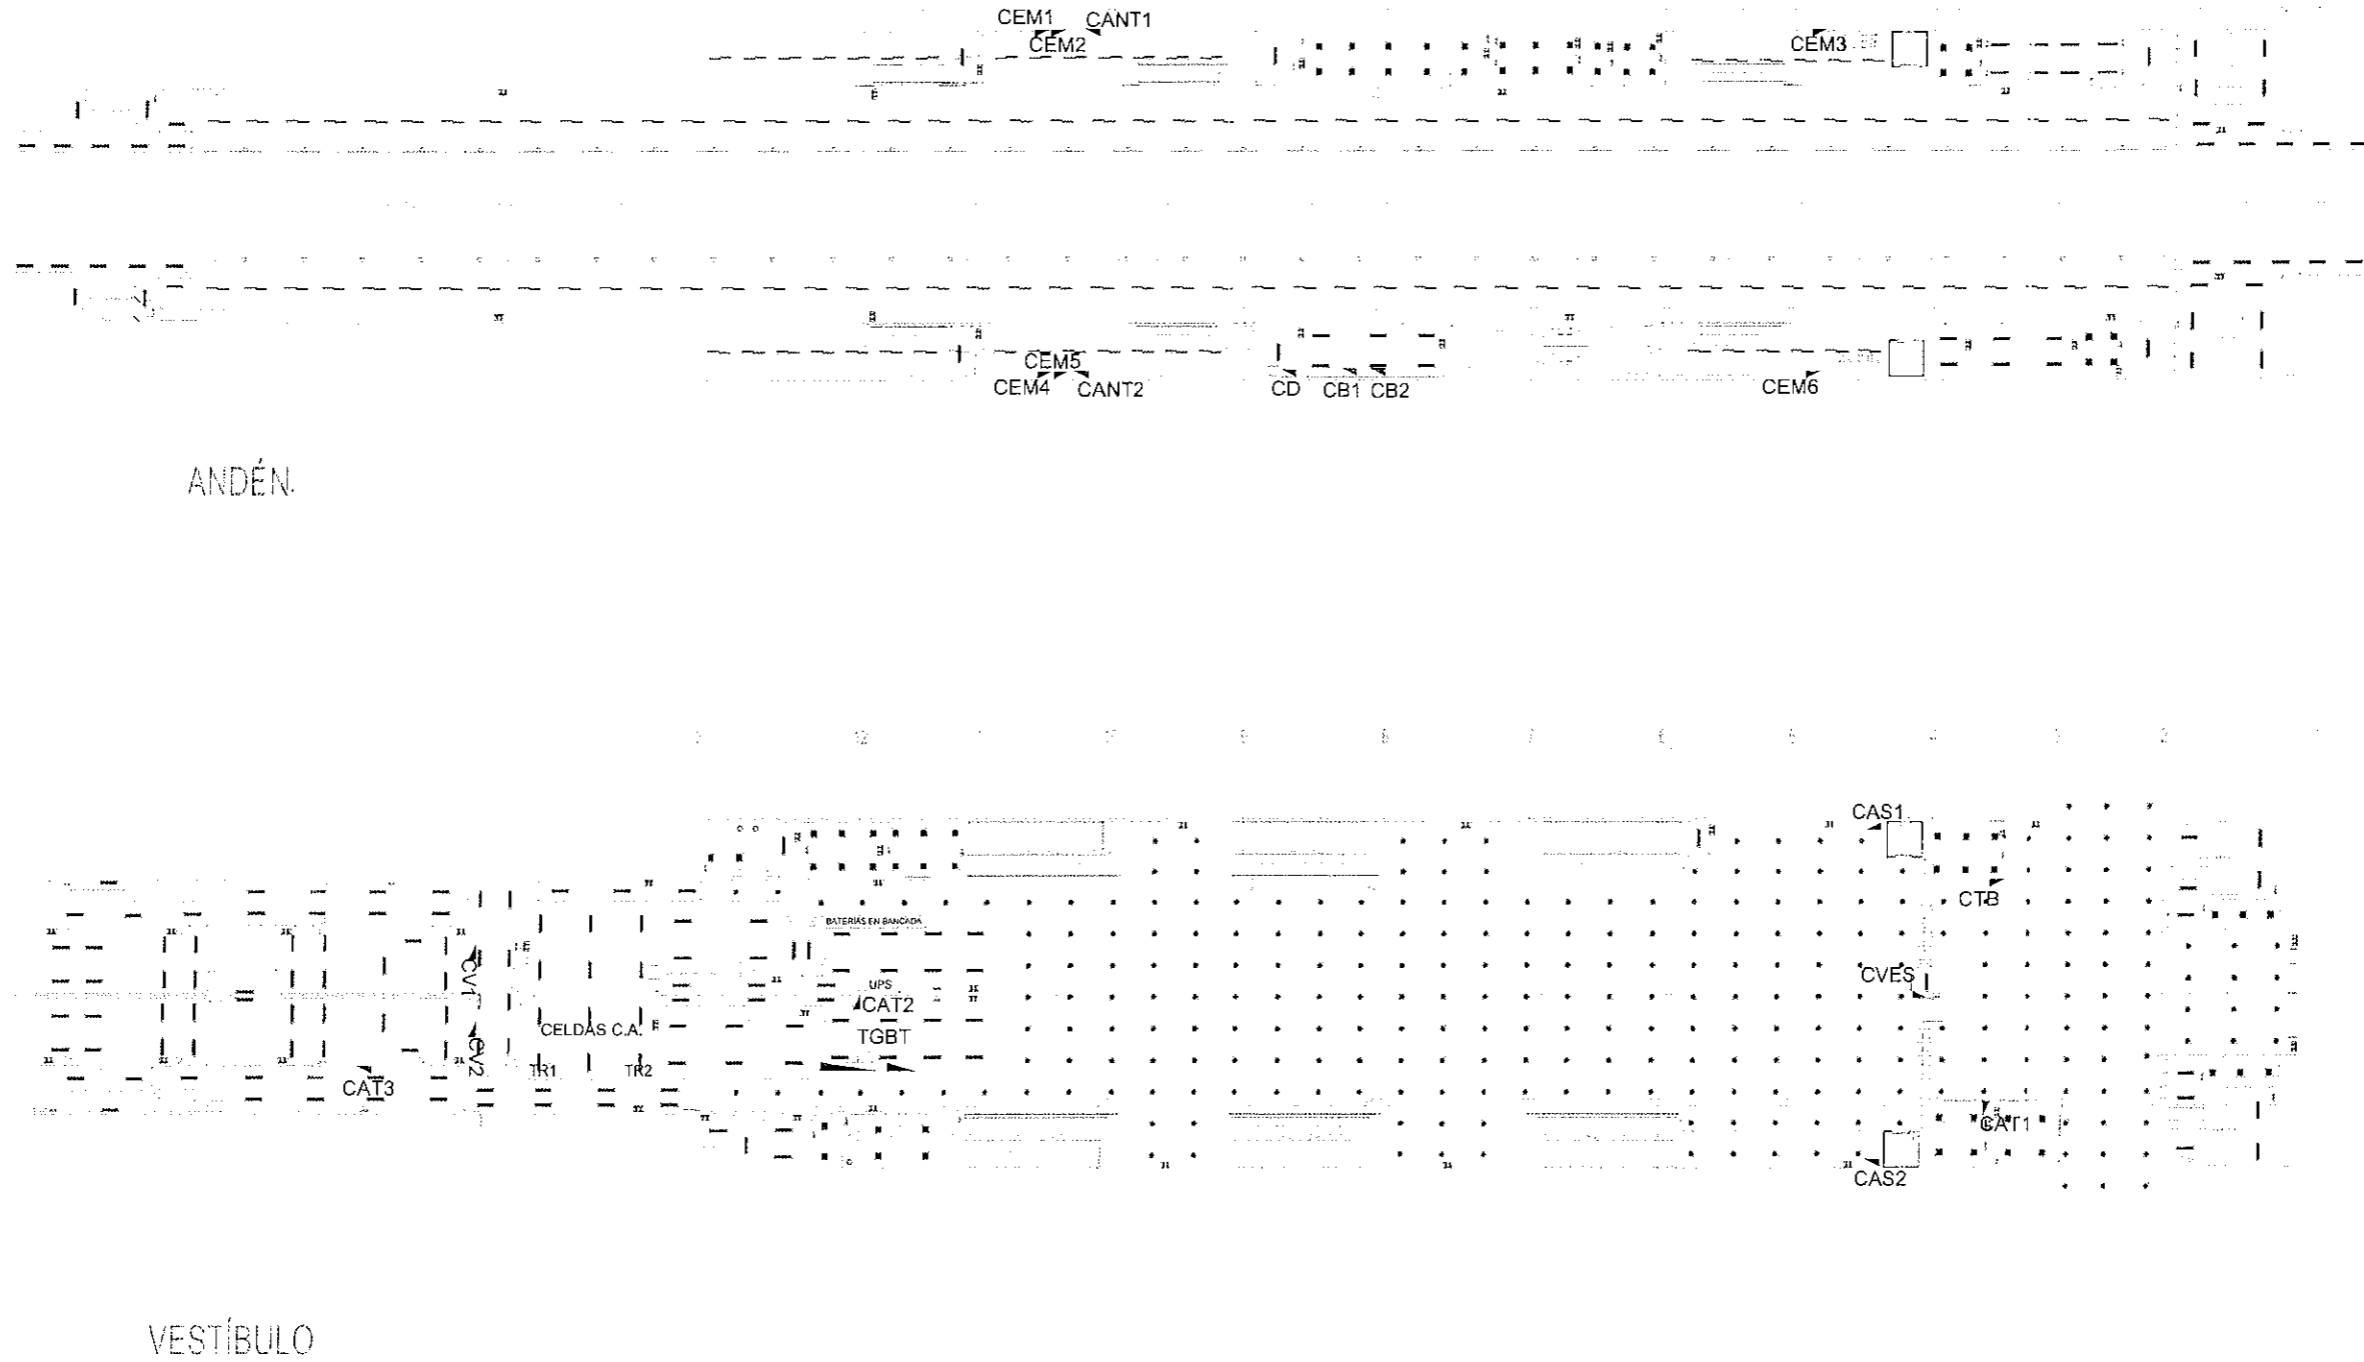 CEM1 CANT1
CEM2 CEM3
CEM5
CEM4 CANT2 CD CB1 CB2 CEM6
ANDÉN.
12
CAS1
CTB
BATERÍAS EN BANCADA
CV1 UPS CVES
CAT2
CELDAS C.A. TGBT
CV2 TR1 TR2
CAT3
CAT1
CAS2
VESTÍBULO